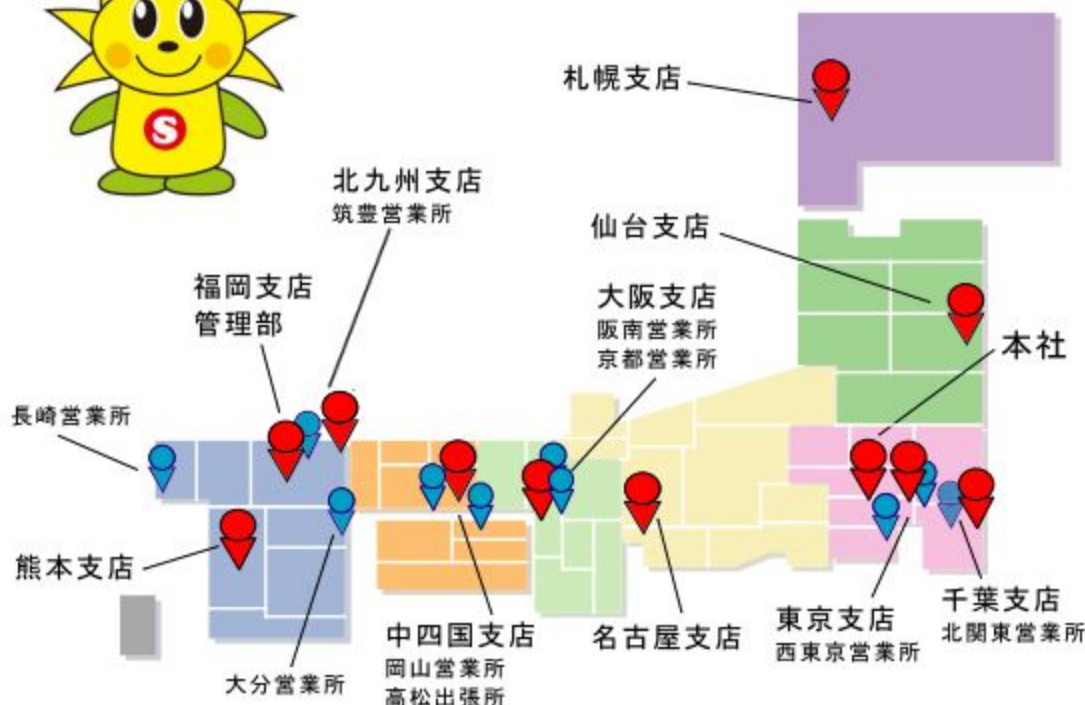 S
札幌支店
北九州支店
筑豊営業所
仙台支店
福岡支店
管理部
大阪支店
阪南営業所
京都営業所
本社
長崎営業所
熊本支店
大分営業所
中四国支店
岡山営業所
高松出張所
名古屋支店
東京支店
西東京営業所
千葉支店
北関東営業所